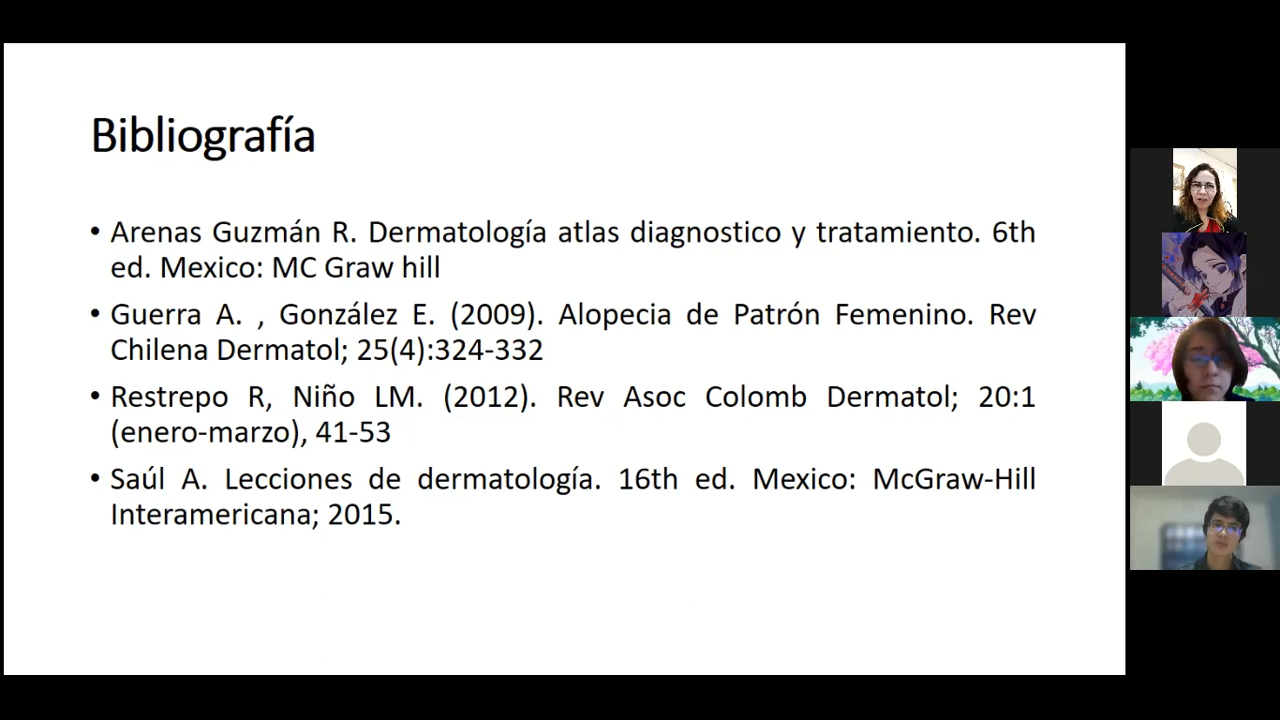 Bibliografía
• Arenas Guzmán R. Dermatología atlas diagnostico y tratamiento. 6th
ed. Mexico: MC Graw hill
• Guerra A. , González E. (2009). Alopecia de Patrón Femenino. Rev
Chilena Dermatol; 25(4):324-332
• Restrepo R, Niño LM. (2012). Rev Asoc Colomb Dermatol; 20:1
(enero-marzo), 41-53
• Saúl A. Lecciones de dermatología. 16th ed. Mexico: McGraw-Hill
Interamericana; 2015.